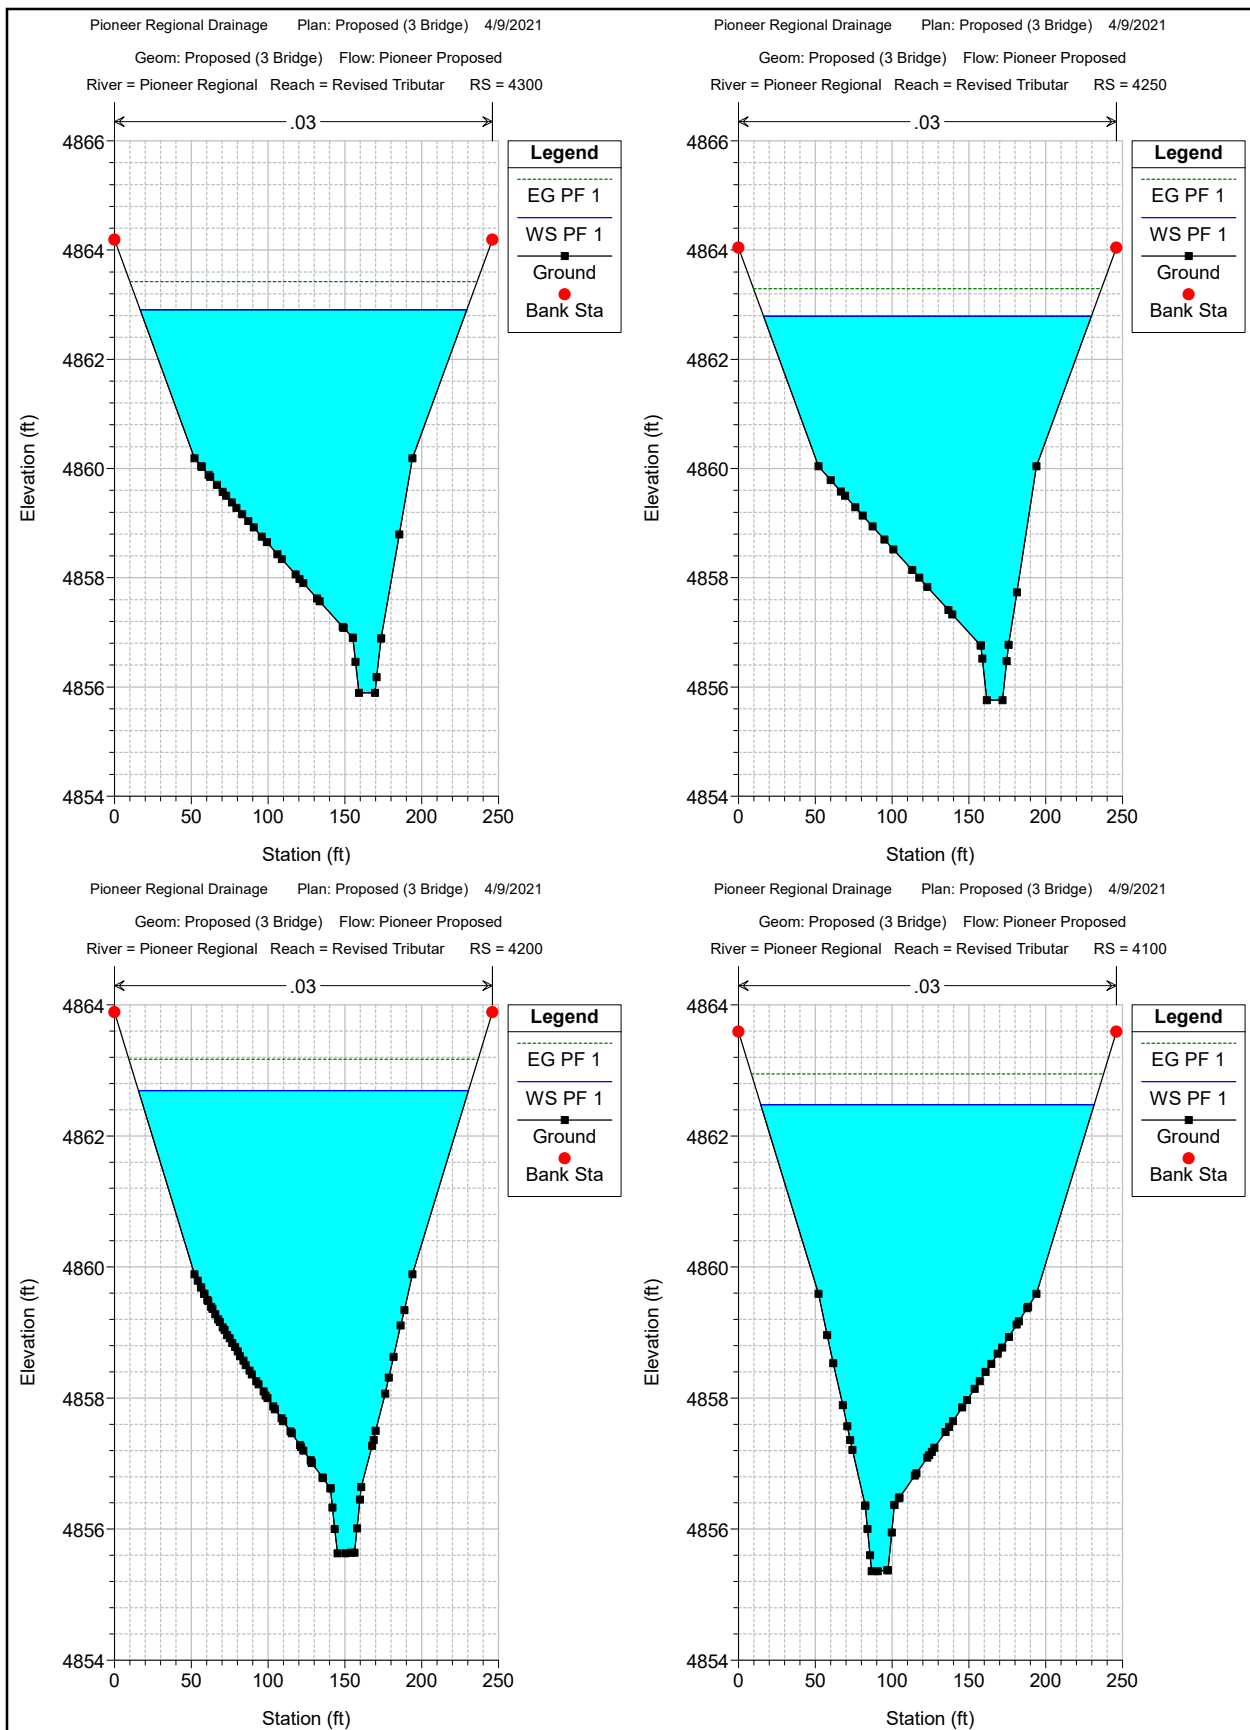 Pioneer Regional Drainage Plan: Proposed (3 Bridge) 4/9/2021
Geom: Proposed (3 Bridge) Flow: Pioneer Proposed
River = Pioneer Regional Reach = Revised Tributar RS = 4300
.03
4866
4864
4862
4860
4858
4856
4854
Elevation (ft)
0 50 100 150 200 250
Station (ft)
Legend
EG PF 1
WS PF 1
Ground
Bank Sta
Pioneer Regional Drainage Plan: Proposed (3 Bridge) 4/9/2021
Geom: Proposed (3 Bridge) Flow: Pioneer Proposed
River = Pioneer Regional Reach = Revised Tributar RS = 4250
.03
4866
4864
4862
4860
4858
4856
4854
Elevation (ft)
0 50 100 150 200 250
Station (ft)
Legend
EG PF 1
WS PF 1
Ground
Bank Sta
Pioneer Regional Drainage Plan: Proposed (3 Bridge) 4/9/2021
Geom: Proposed (3 Bridge) Flow: Pioneer Proposed
River = Pioneer Regional Reach = Revised Tributar RS = 4200
.03
4864
4862
4860
4858
4856
4854
Elevation (ft)
0 50 100 150 200 250
Station (ft)
Legend
EG PF 1
WS PF 1
Ground
Bank Sta
Pioneer Regional Drainage Plan: Proposed (3 Bridge) 4/9/2021
Geom: Proposed (3 Bridge) Flow: Pioneer Proposed
River = Pioneer Regional Reach = Revised Tributar RS = 4100
.03
4864
4862
4860
4858
4856
4854
Elevation (ft)
0 50 100 150 200 250
Station (ft)
Legend
EG PF 1
WS PF 1
Ground
Bank Sta